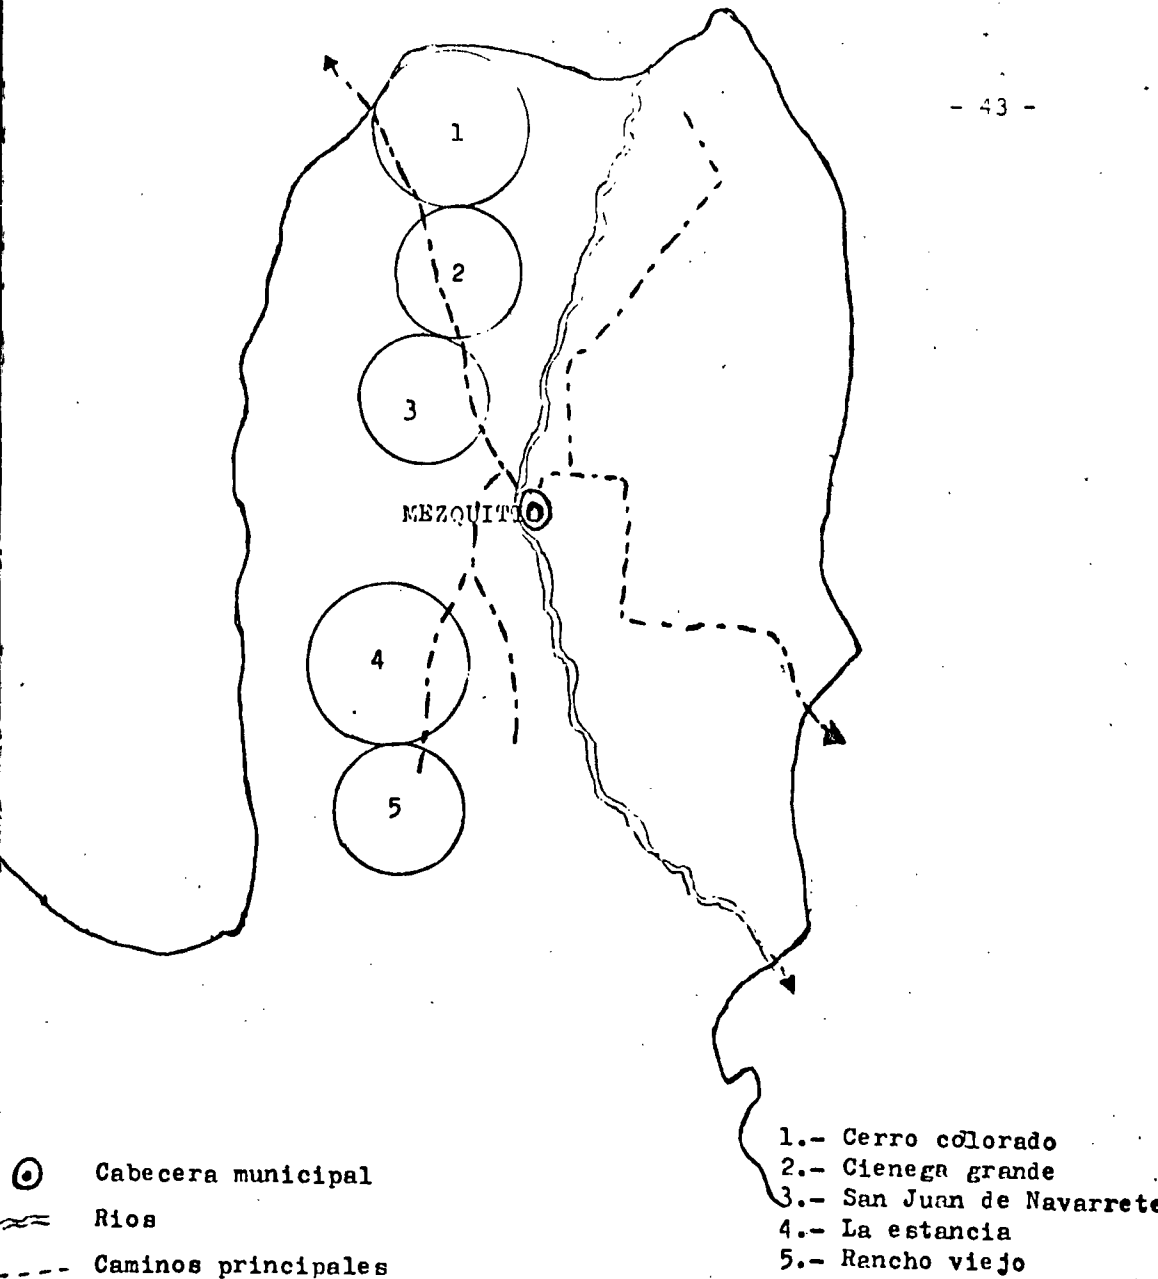 - 43 -
1
2
3
MEZQUITIO
4
5
Cabecera municipal
Rios
Caminos principales
1.- Cerro colorado
2.- Cienega grande
3.- San Juan de Navarrete
4.- La estancia
5.- Rancho viejo